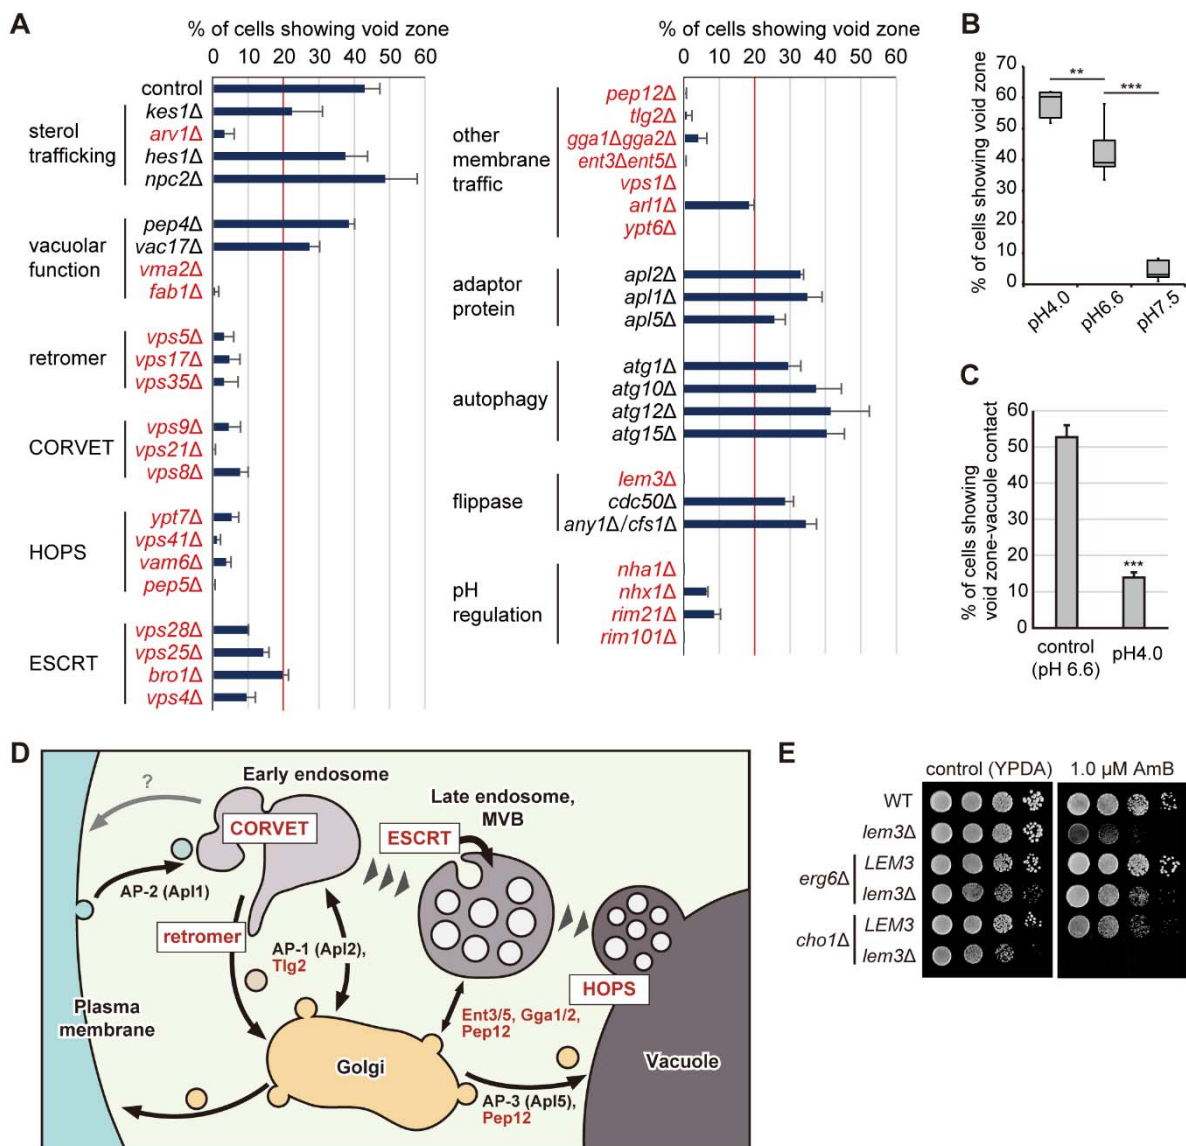 A
% of cells showing void zone
0 10 20 30 40 50 60
control
sterol
trafficking
kes1Δ
arv1Δ
hes1Δ
npc2Δ
vacuolar
function
pep4Δ
vac17Δ
vma2Δ
fab1Δ
retromer
vps5Δ
vps17Δ
vps35Δ
CORVET
vps9Δ
vps21Δ
vps8Δ
HOPS
ypt7Δ
vps41Δ
vam6Δ
pep5Δ
ESCRT
vps28Δ
vps25Δ
bro1Δ
vps4Δ
% of cells showing void zone
0 10 20 30 40 50 60
other
membrane
traffic
pep12Δ
tlg2Δ
gga1Δgga2Δ
ent3Δent5Δ
vps1Δ
arl1Δ
ypt6Δ
adaptor
protein
apl2Δ
apl1Δ
apl5Δ
autophagy
atg1Δ
atg10Δ
atg12Δ
atg15Δ
flippase
lem3Δ
cdc50Δ
any1Δ/cfs1Δ
pH
regulation
nha1Δ
nhx1Δ
rim21Δ
rim101Δ
B
% of cells showing void zone
70
60
50
40
30
20
10
0
**
***
pH4.0
pH6.6
pH7.5
C
% of cells showing
void zone-vacuole contact
60
50
40
30
20
10
0
***
control
(pH 6.6)
pH4.0
D
?
Early endosome
CORVET
Late endosome,
MVB
ESCRT
AP-2 (Apl1)
retromer
AP-1 (Apl2),
Tlg2
HOPS
Plasma
membrane
Ent3/5, Gga1/2,
Pep12
Golgi
Vacuole
AP-3 (Apl5),
Pep12
E
control (YPDA)
1.0 µM AmB
WT
lem3Δ
erg6Δ
LEM3
lem3Δ
cho1Δ
LEM3
lem3Δ